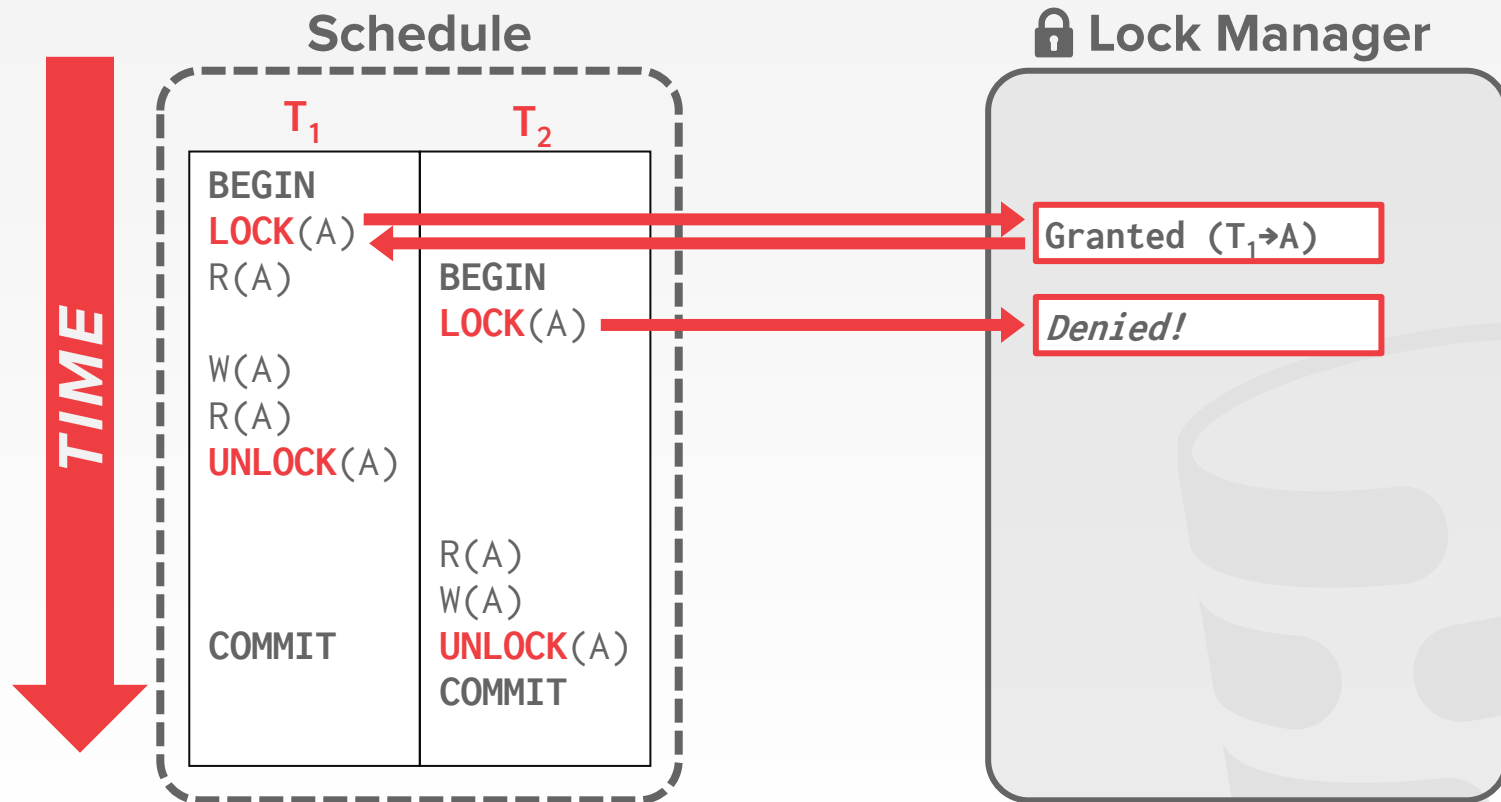 Schedule
Lock Manager
TIME
T₁
T₂
BEGIN
LOCK(A)
R(A)
W(A)
R(A)
UNLOCK(A)
COMMIT
BEGIN
LOCK(A)
R(A)
W(A)
UNLOCK(A)
COMMIT
Granted (T₁→A)
Denied!